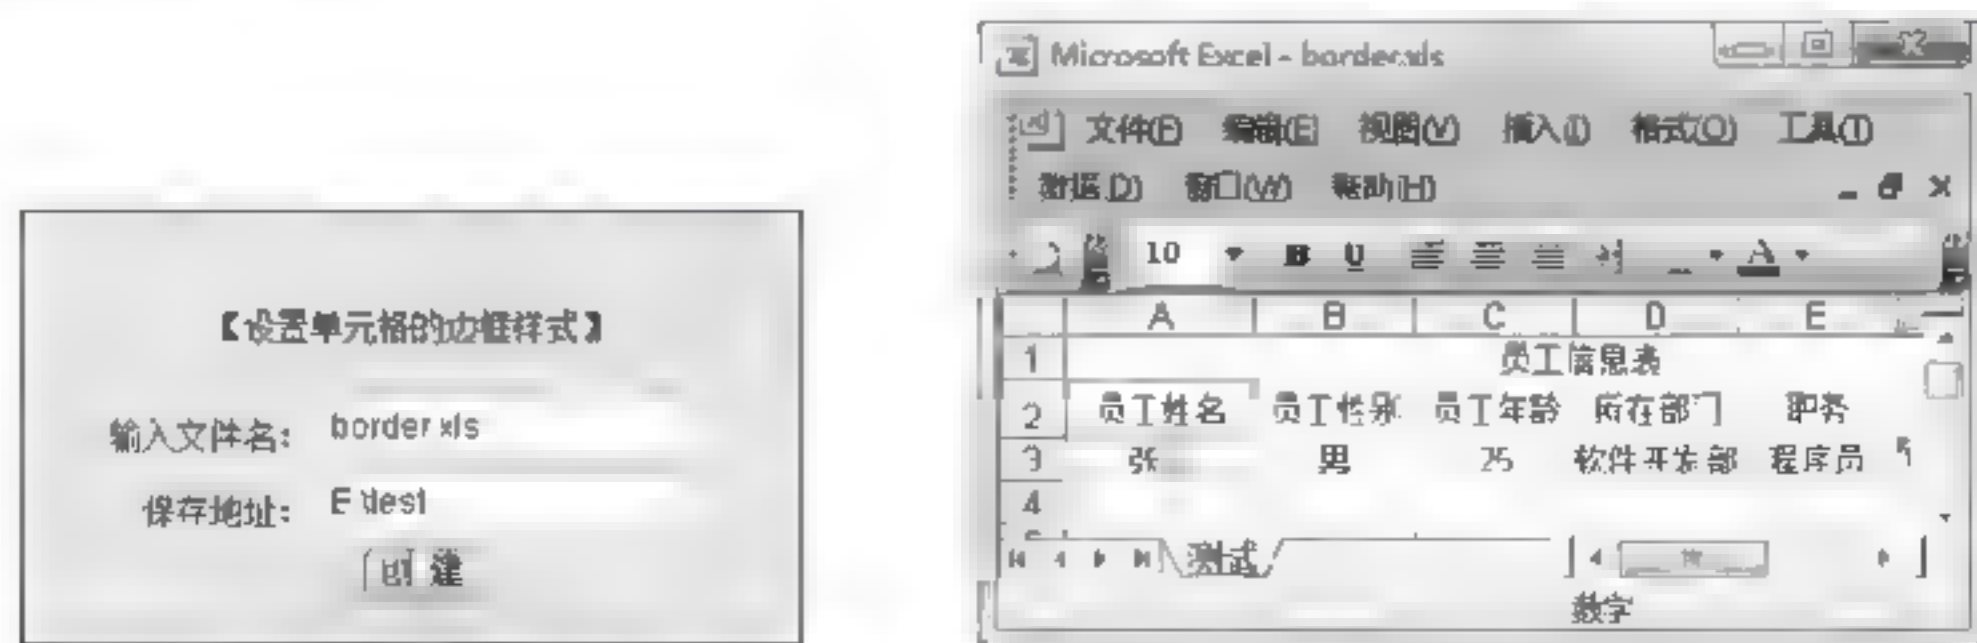 【设置单元格的边框样式】
输入文件名: border.xls
保存地址: E:\test
创 建
Microsoft Excel - border.xls
文件(F) 编辑(E) 视图(V) 插入(I) 格式(O) 工具(T)
数据(D) 窗口(W) 帮助(H)
10 B U A
A B C D E
1 员工信息表
2 员工姓名 员工性别 员工年龄 所在部门 职务
3 张 男 25 软件开发部 程序员
4
测试
数字